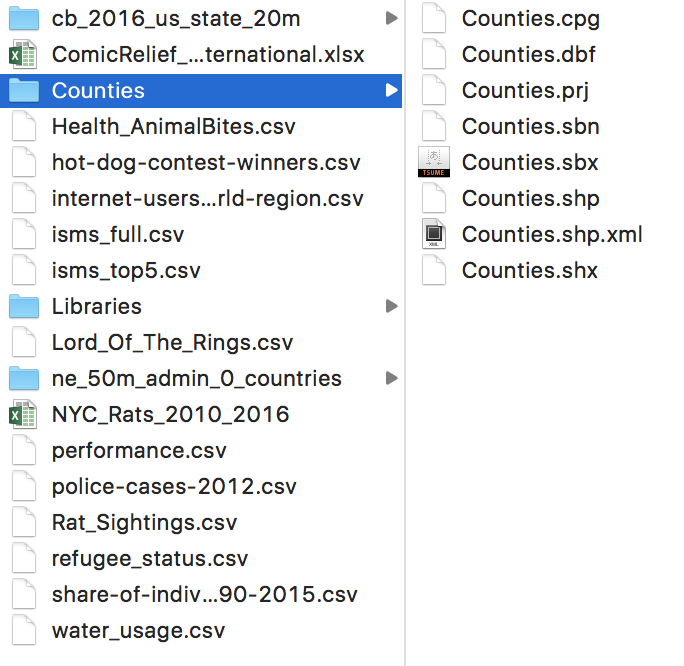 cb_2016_us_state_20m
ComicRelief_...ternational.xlsx
Counties
Health_AnimalBites.csv
hot-dog-contest-winners.csv
internet-users...rld-region.csv
isms_full.csv
isms_top5.csv
Libraries
Lord_Of_The_Rings.csv
ne_50m_admin_0_countries
NYC_Rats_2010_2016
performance.csv
police-cases-2012.csv
Rat_Sightings.csv
refugee_status.csv
share-of-indiv...90-2015.csv
water_usage.csv
Counties.cpg
Counties.dbf
Counties.prj
Counties.sbn
あ
TSUME
Counties.sbx
Counties.shp
XML
Counties.shp.xml
Counties.shx